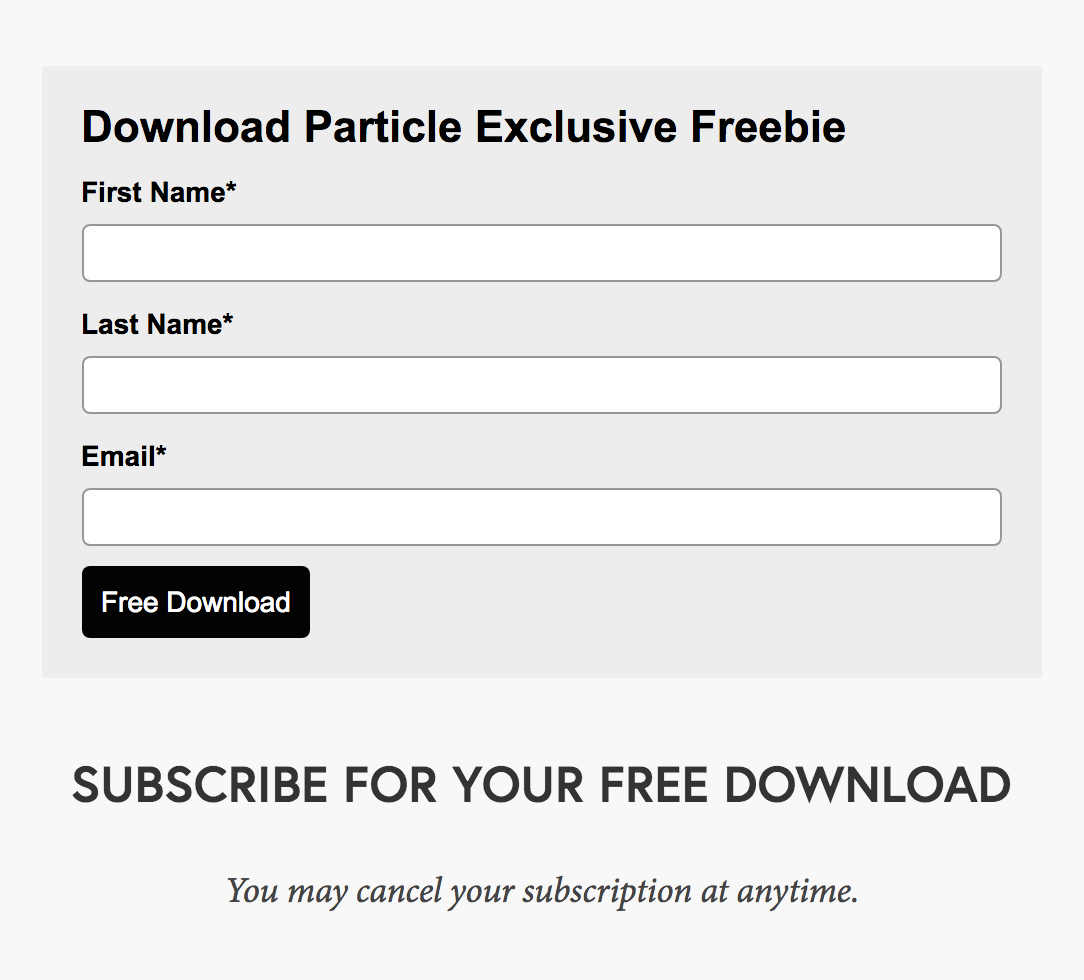 Download Particle Exclusive Freebie
First Name*
Last Name*
Email*
Free Download
SUBSCRIBE FOR YOUR FREE DOWNLOAD
You may cancel your subscription at anytime.